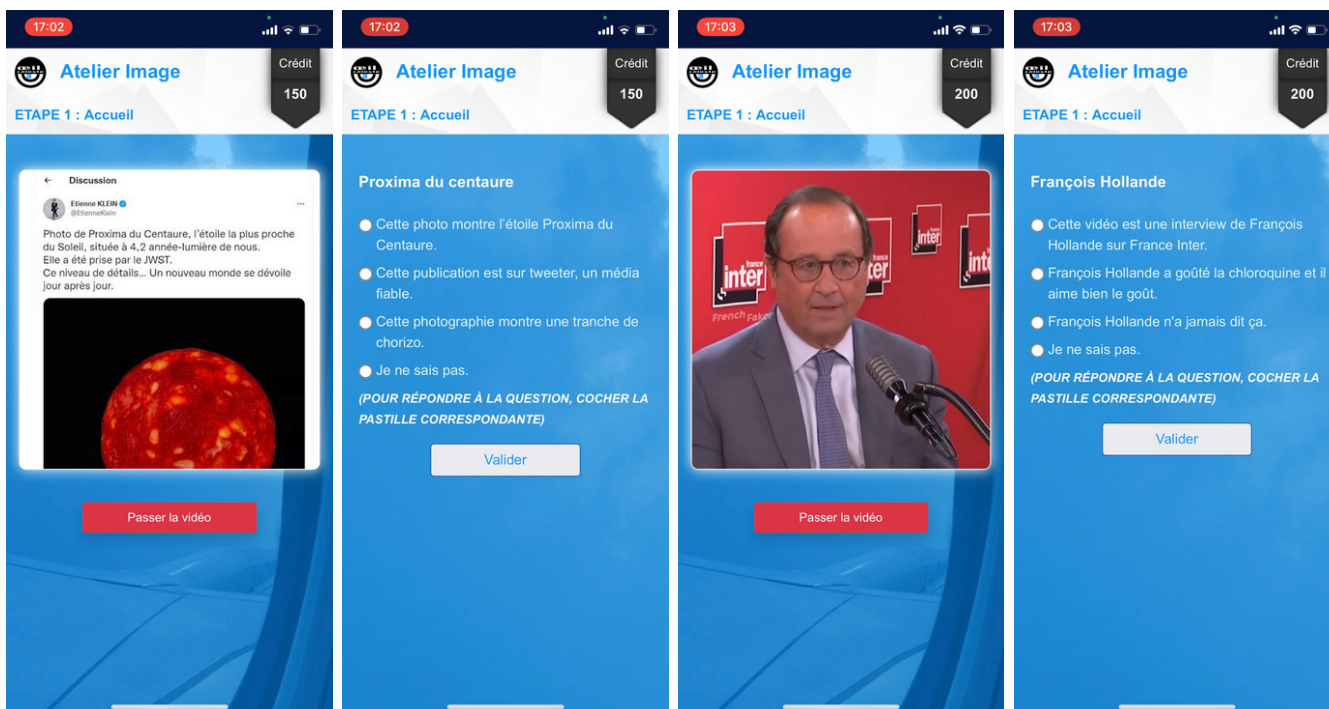 17:02
Atelier Image
Crédit
150
ETAPE 1 : Accueil
Discussion
Etienne KLEIN
@EtienneKlein
Photo de Proxima du Centaure, l'étoile la plus proche
du Soleil, située à 4,2 année-lumière de nous.
Elle a été prise par le JWST.
Ce niveau de détails... Un nouveau monde se dévoile
jour après jour.
Passer la vidéo
17:02
Atelier Image
Crédit
150
ETAPE 1 : Accueil
Proxima du centaure
Cette photo montre l'étoile Proxima du
Centaure.
Cette publication est sur tweeter, un média
fiable.
Cette photographie montre une tranche de
chorizo.
Je ne sais pas.
(POUR RÉPONDRE À LA QUESTION, COCHER LA
PASTILLE CORRESPONDANTE)
Valider
17:03
Atelier Image
Crédit
200
ETAPE 1 : Accueil
france
inter
inter
French Faker
Passer la vidéo
17:03
Atelier Image
Crédit
200
ETAPE 1 : Accueil
François Hollande
Cette vidéo est une interview de François
Hollande sur France Inter.
François Hollande a goûté la chloroquine et il
aime bien le goût.
François Hollande n'a jamais dit ça.
Je ne sais pas.
(POUR RÉPONDRE À LA QUESTION, COCHER LA
PASTILLE CORRESPONDANTE)
Valider